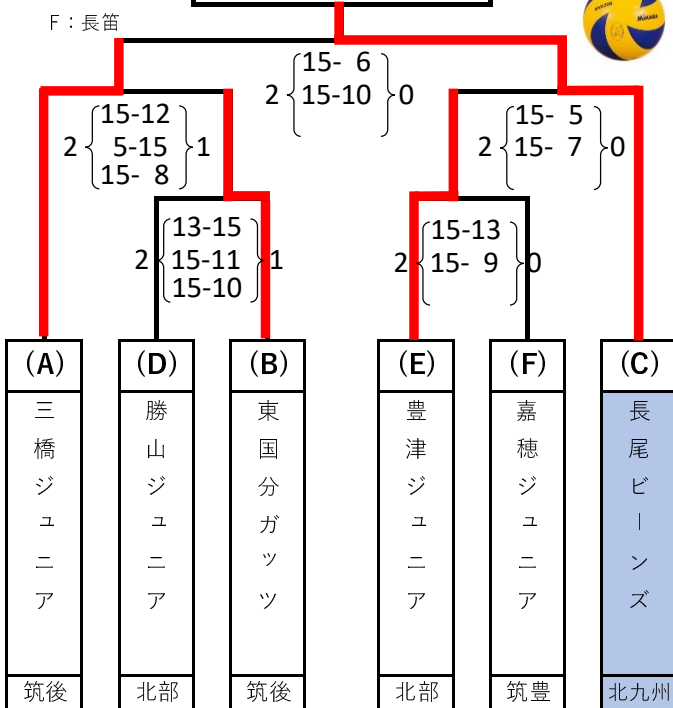 F：長笛
MVA200
MIKASA
15- 6
2 15-10 0
15-12
2 5-15 1
15- 8
15- 5
2 15- 7 0
13-15
2 15-11 1
15-10
15-13
2 15- 9 0
(A)
三橋ジュニア
筑後
(D)
勝山ジュニア
北部
(B)
東国分ガッツ
筑後
(E)
豊津ジュニア
北部
(F)
嘉穂ジュニア
筑豊
(C)
長尾ビーンズ
北九州